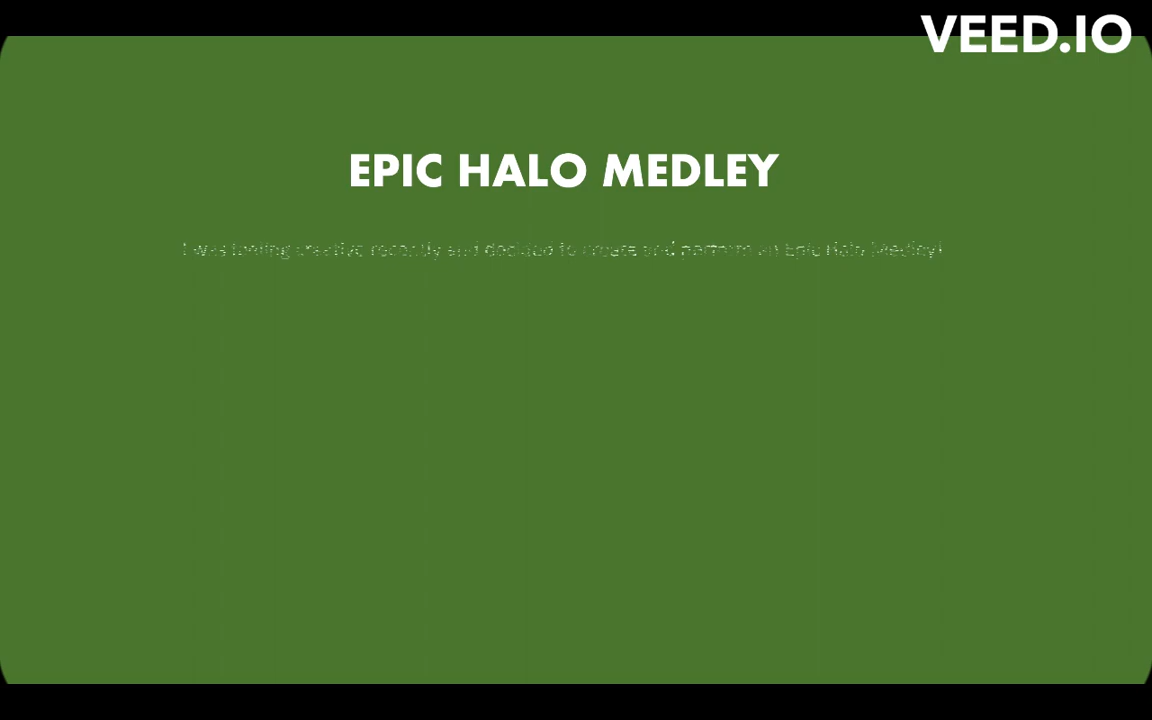 VEED.IO
EPIC HALO MEDLEY
I was feeling creative recently and decided to create and perform an Epic Halo Medley!